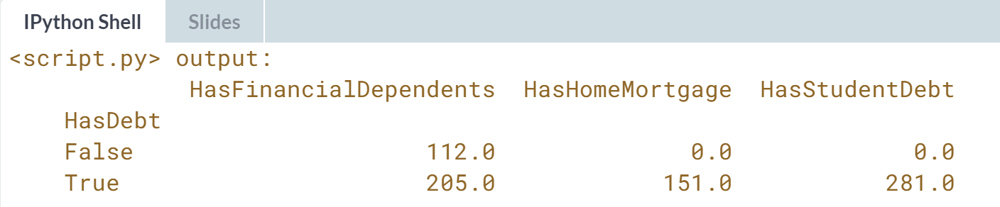 IPython Shell Slides
<script.py> output:
HasFinancialDependents HasHomeMortgage HasStudentDebt
HasDebt
False 112.0 0.0 0.0
True 205.0 151.0 281.0